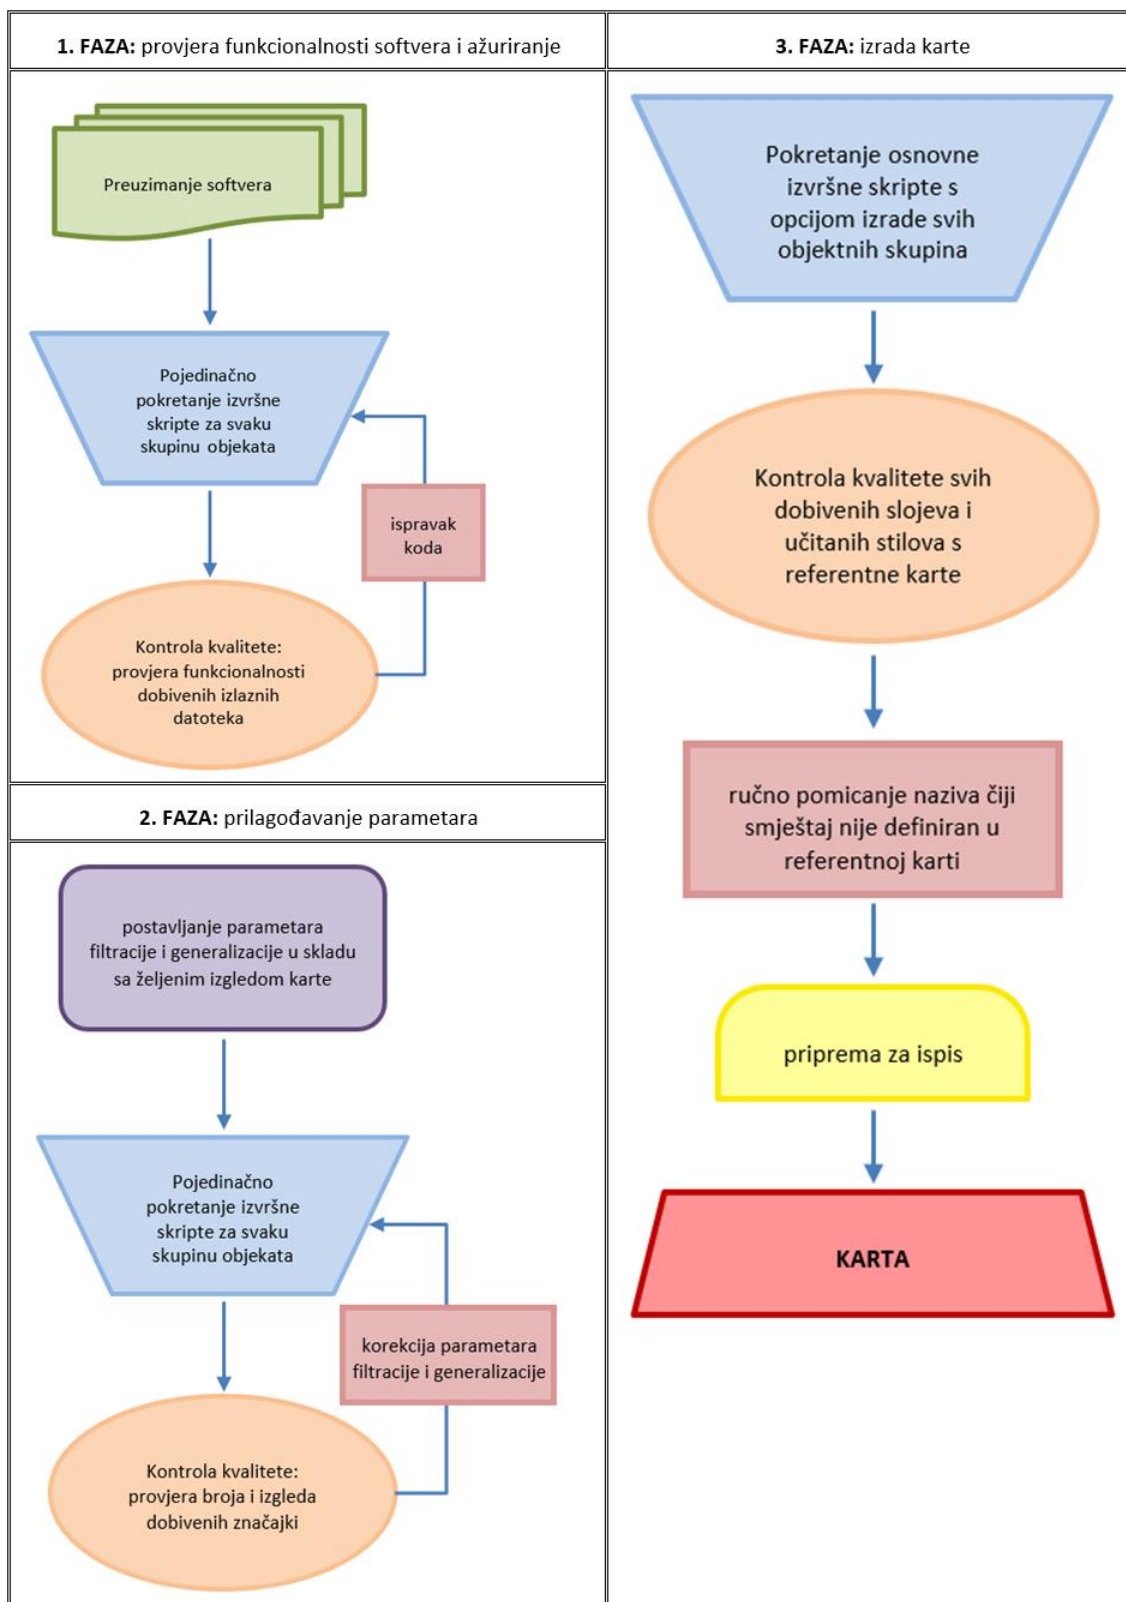 1. FAZA: provjera funkcionalnosti softvera i ažuriranje
Preuzimanje softvera
Pojedinačno
pokretanje izvršne
skripte za svaku
skupinu objekata
ispravak
koda
Kontrola kvalitete:
provjera funkcionalnosti
dobivenih izlaznih
datoteka
2. FAZA: prilagođavanje parametara
postavljanje parametara
filtracije i generalizacije u skladu
sa željenim izgledom karte
Pojedinačno
pokretanje izvršne
skripte za svaku
skupinu objekata
korekcija parametara
filtracije i generalizacije
Kontrola kvalitete:
provjera broja i izgleda
dobivenih značajki
3. FAZA: izrada karte
Pokretanje osnovne
izvršne skripte s
opcijom izrade svih
objektnih skupina
Kontrola kvalitete svih
dobivenih slojeva i
učitanih stilova s
referentne karte
ručno pomicanje naziva čiji
smještaj nije definiran u
referentnoj karti
priprema za ispis
KARTA